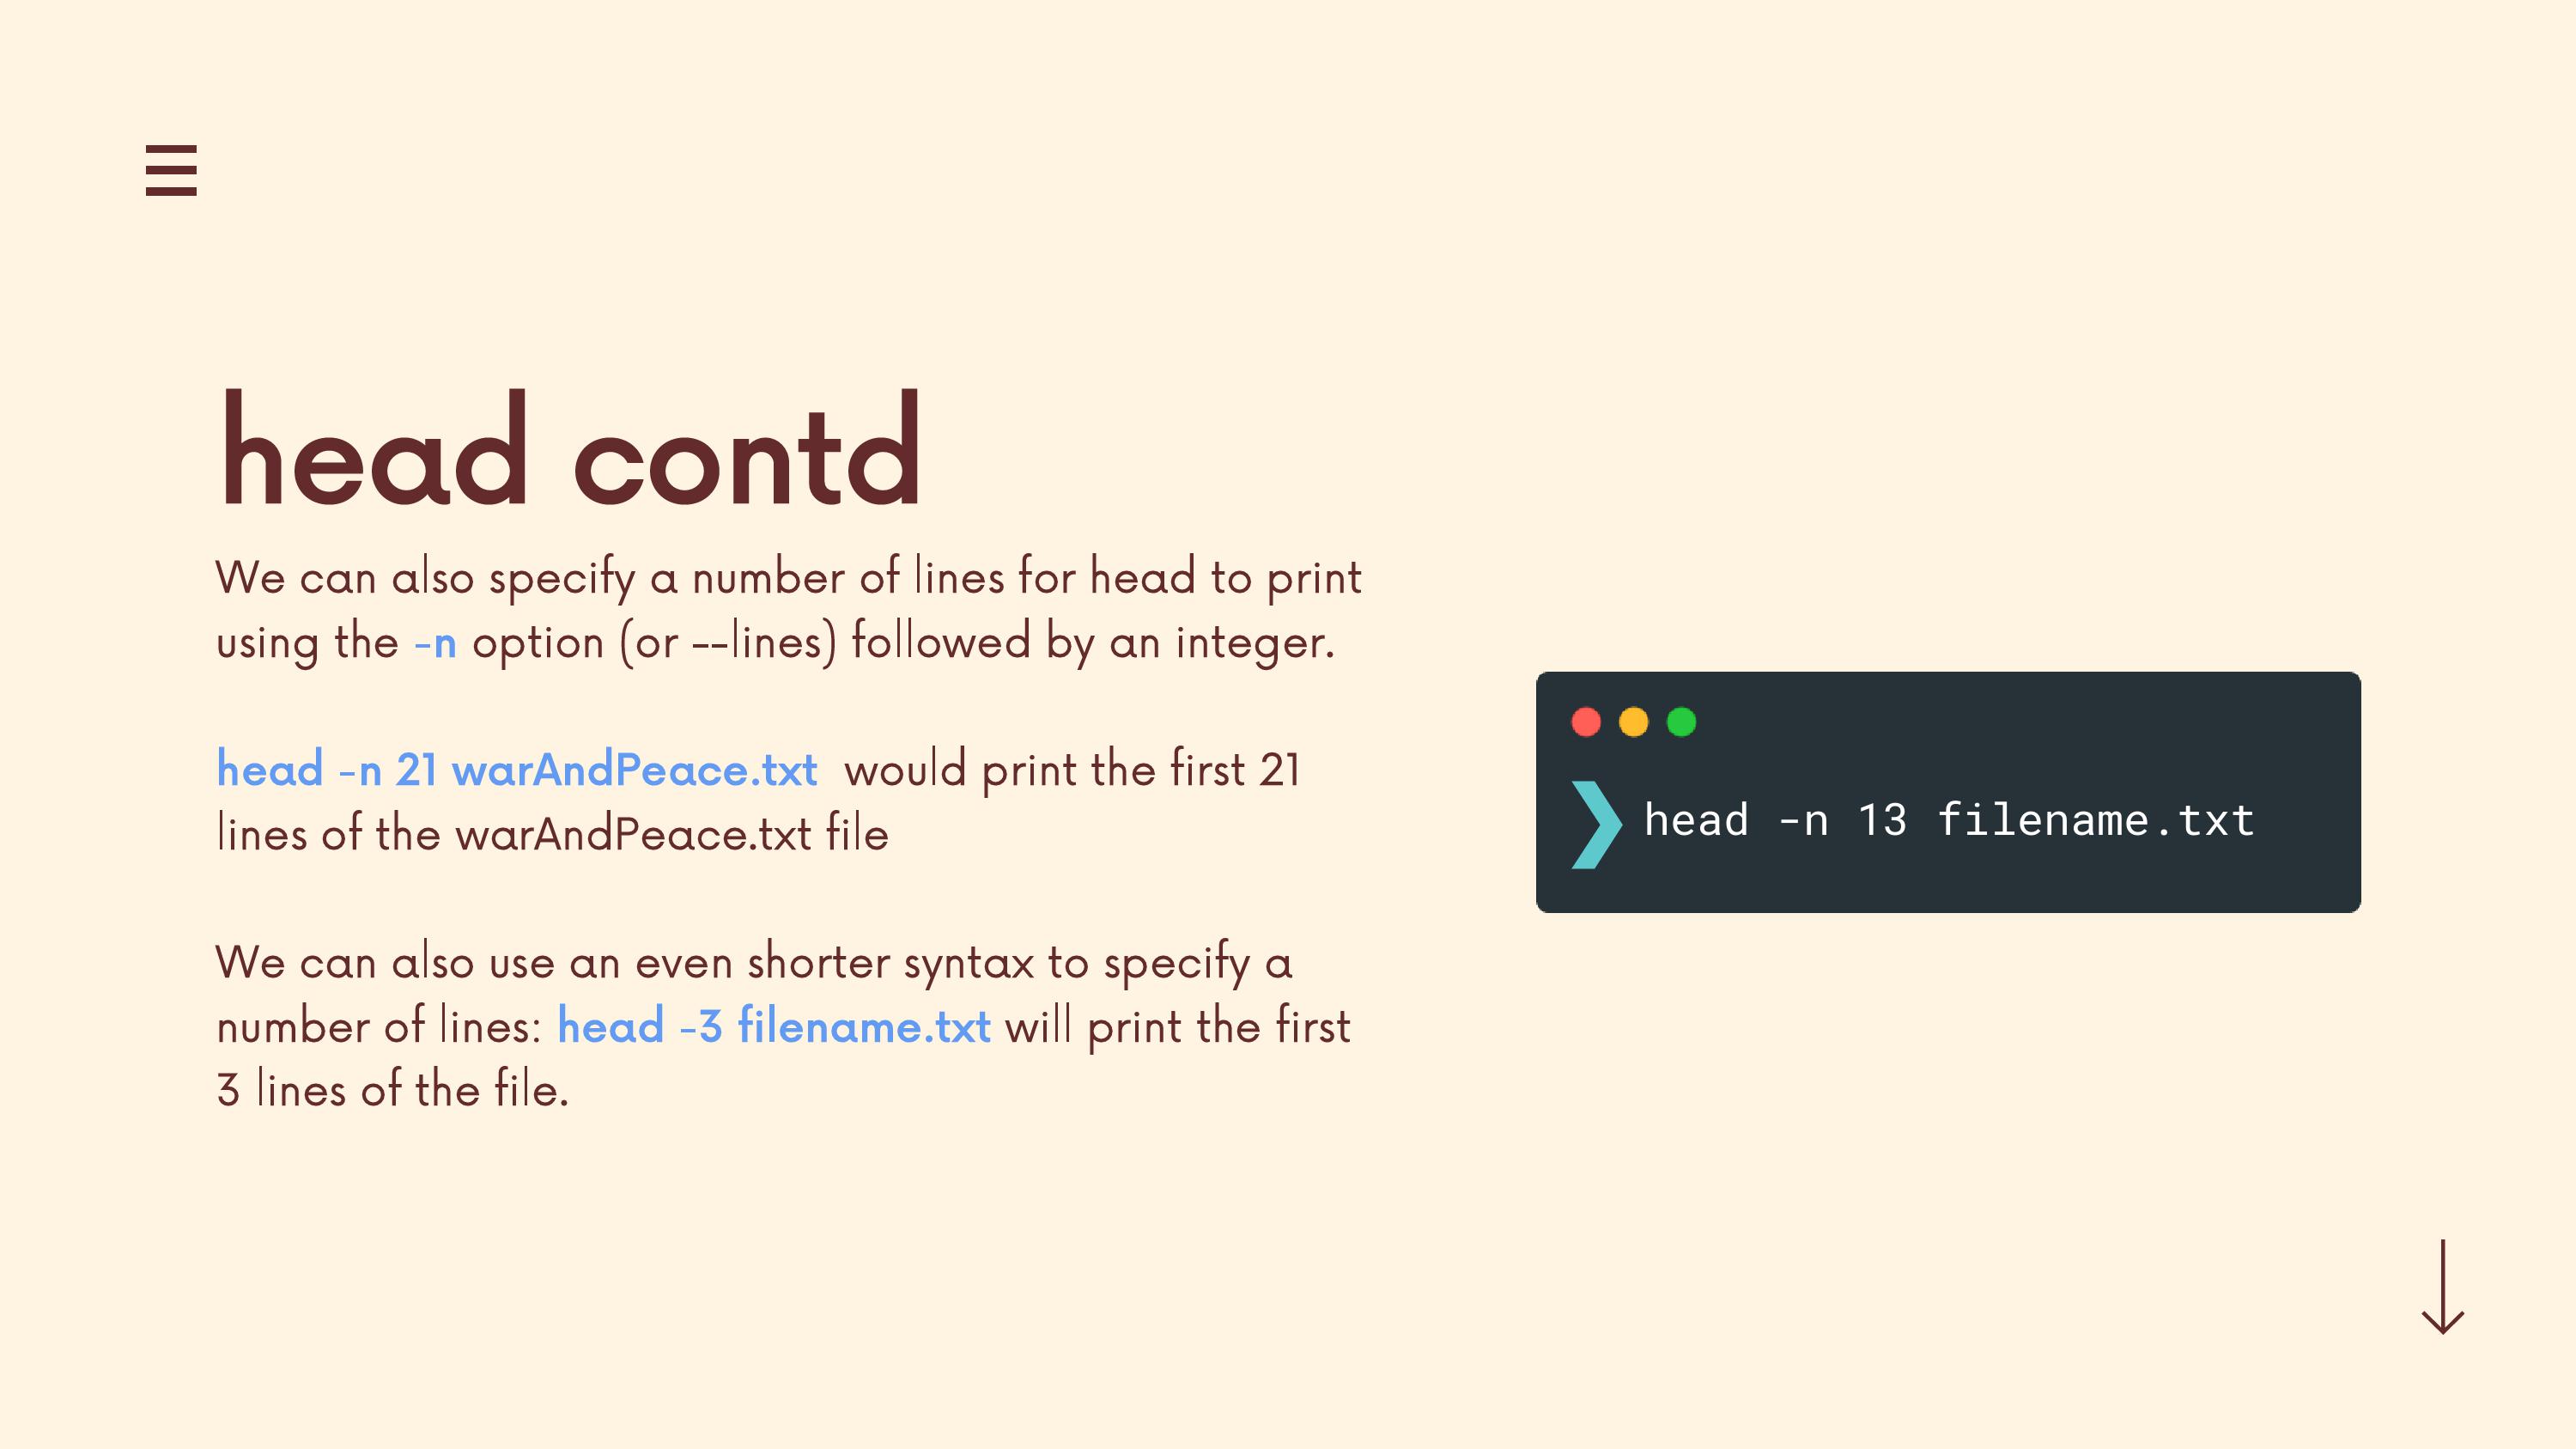 head contd
We can also specify a number of lines for head to print
using the -n option (or --lines) followed by an integer.
head -n 21 warAndPeace.txt  would print the first 21
lines of the warAndPeace.txt file
We can also use an even shorter syntax to specify a
number of lines: head -3 filename.txt will print the first
3 lines of the file.
❯ head -n 13 filename.txt